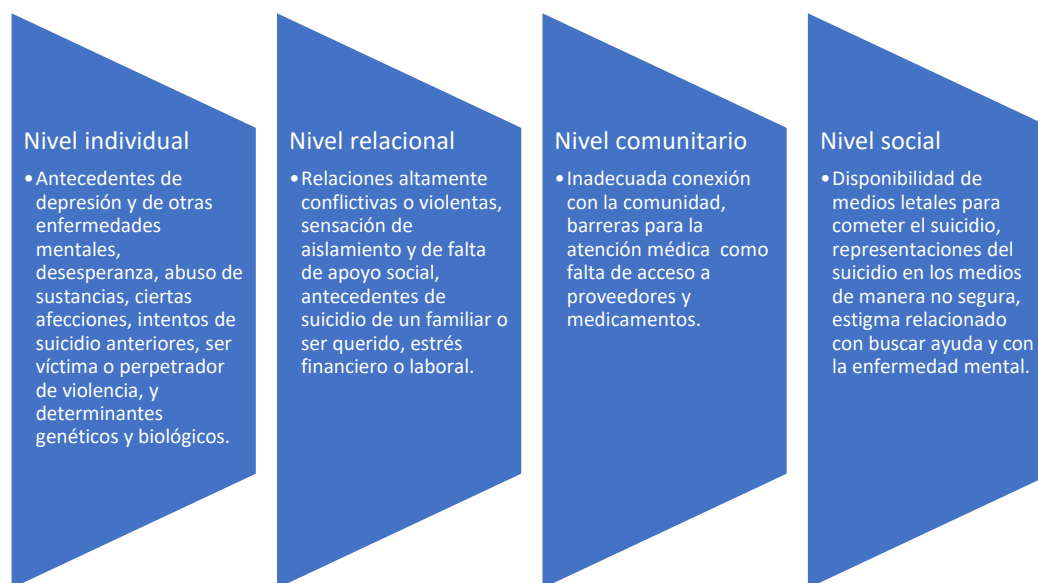 Nivel individual
•Antecedentes de
depresión y de otras
enfermedades
mentales,
desesperanza, abuso de
sustancias, ciertas
afecciones, intentos de
suicidio anteriores, ser
víctima o perpetrador
de violencia, y
determinantes
genéticos y biológicos.
Nivel relacional
•Relaciones altamente
conflictivas o violentas,
sensación de
aislamiento y de falta
de apoyo social,
antecedentes de
suicidio de un familiar o
ser querido, estrés
financiero o laboral.
Nivel comunitario
•Inadecuada conexión
con la comunidad,
barreras para la
atención médica  como
falta de acceso a
proveedores y
medicamentos.
Nivel social
•Disponibilidad de
medios letales para
cometer el suicidio,
representaciones del
suicidio en los medios
de manera no segura,
estigma relacionado
con buscar ayuda y con
la enfermedad mental.